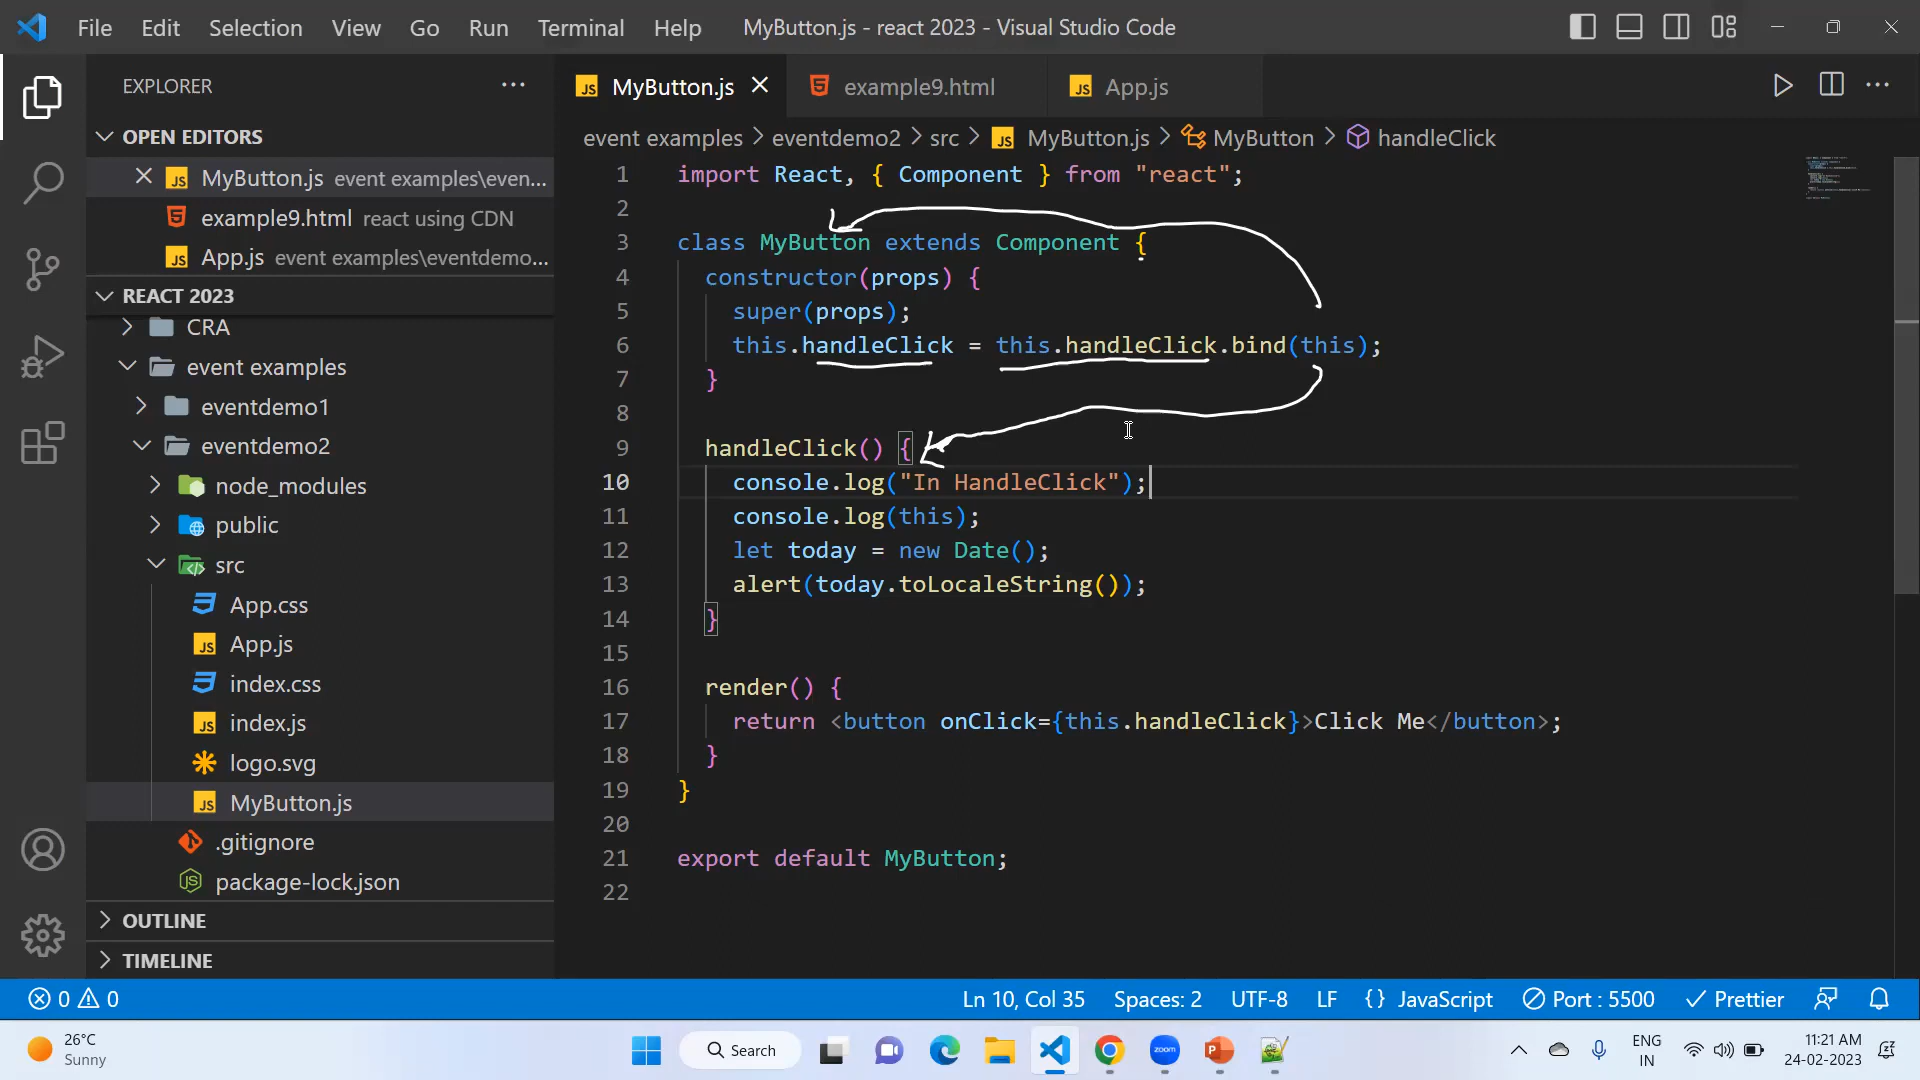 File Edit Selection View Go Run Terminal Help MyButton.js - react 2023 - Visual Studio Code
EXPLORER
OPEN EDITORS
MyButton.js event examples\even...
example9.html react using CDN
App.js event examples\eventdemo...
REACT 2023
CRA
event examples
eventdemo1
eventdemo2
node_modules
public
src
App.css
App.js
index.css
index.js
logo.svg
MyButton.js
.gitignore
package-lock.json
OUTLINE
TIMELINE
MyButton.js example9.html App.js
event examples > eventdemo2 > src > MyButton.js > MyButton > handleClick
1 import React, { Component } from "react";
2
3 class MyButton extends Component {
4 constructor(props) {
5 super(props);
6 this.handleClick = this.handleClick.bind(this);
7 }
8
9 handleClick() {
10 console.log("In HandleClick");
11 console.log(this);
12 let today = new Date();
13 alert(today.toLocaleString());
14 }
15
16 render() {
17 return <button onClick={this.handleClick}>Click Me</button>;
18 }
19 }
20
21 export default MyButton;
22
0 0 Ln 10, Col 35 Spaces: 2 UTF-8 LF {} JavaScript Port : 5500 Prettier
26°C
Sunny
Search
zoom
ENG
IN
11:21 AM
24-02-2023